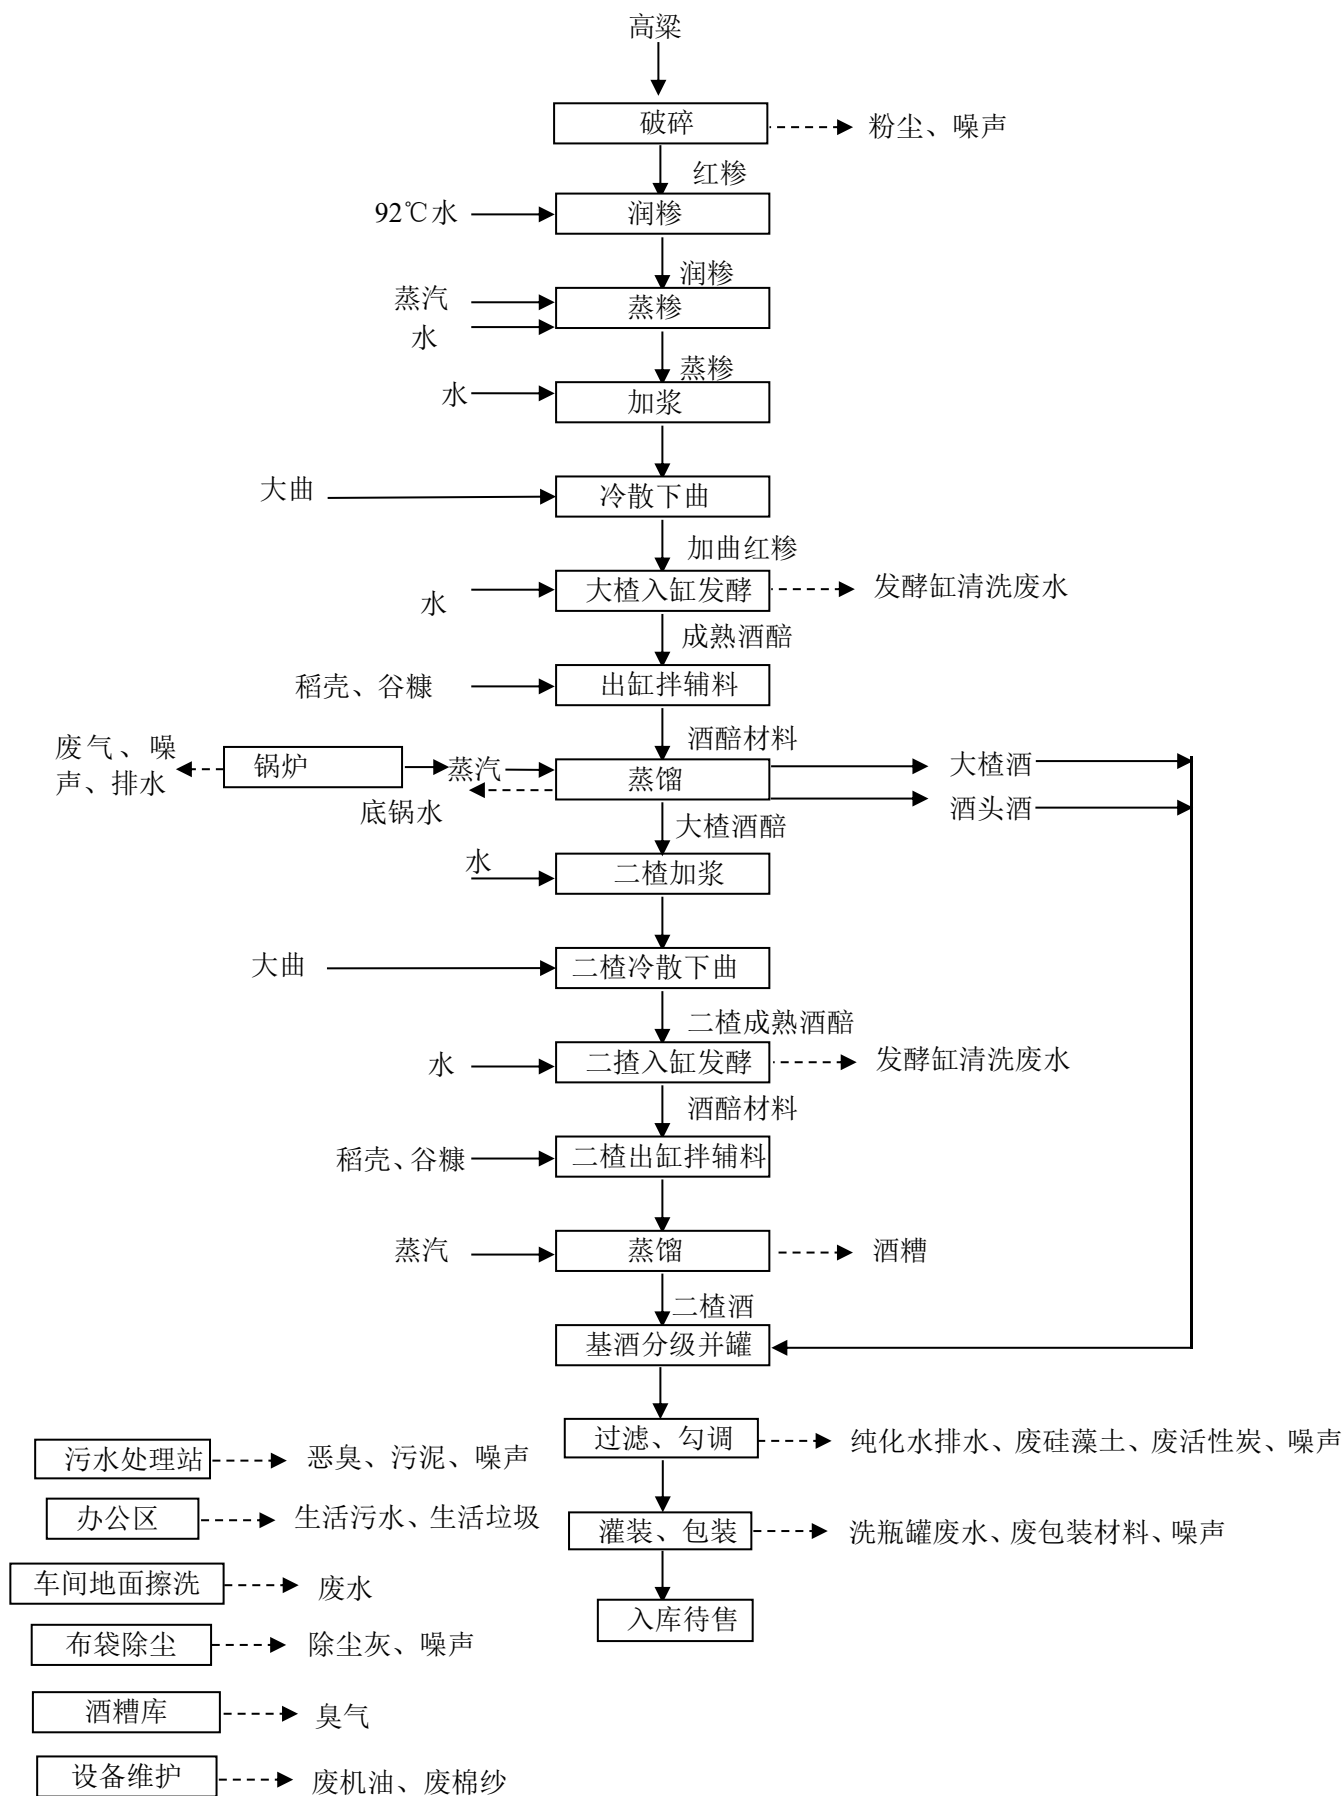 高粱
破碎
粉尘、噪声
红糁
92℃水
润糁
润糁
蒸汽
蒸糁
水
蒸糁
水
加浆
大曲
冷散下曲
加曲红糁
水
大楂入缸发酵
发酵缸清洗废水
成熟酒醅
稻壳、谷糠
出缸拌辅料
酒醅材料
废气、噪
声、排水
锅炉
蒸汽
蒸馏
大楂酒
底锅水
酒头酒
大楂酒醅
水
二楂加浆
大曲
二楂冷散下曲
二楂成熟酒醅
水
二揸入缸发酵
发酵缸清洗废水
酒醅材料
稻壳、谷糠
二楂出缸拌辅料
蒸汽
蒸馏
酒糟
二楂酒
基酒分级并罐
过滤、勾调
纯化水排水、废硅藻土、废活性炭、噪声
灌装、包装
洗瓶罐废水、废包装材料、噪声
入库待售
污水处理站
恶臭、污泥、噪声
办公区
生活污水、生活垃圾
车间地面擦洗
废水
布袋除尘
除尘灰、噪声
酒糟库
臭气
设备维护
废机油、废棉纱